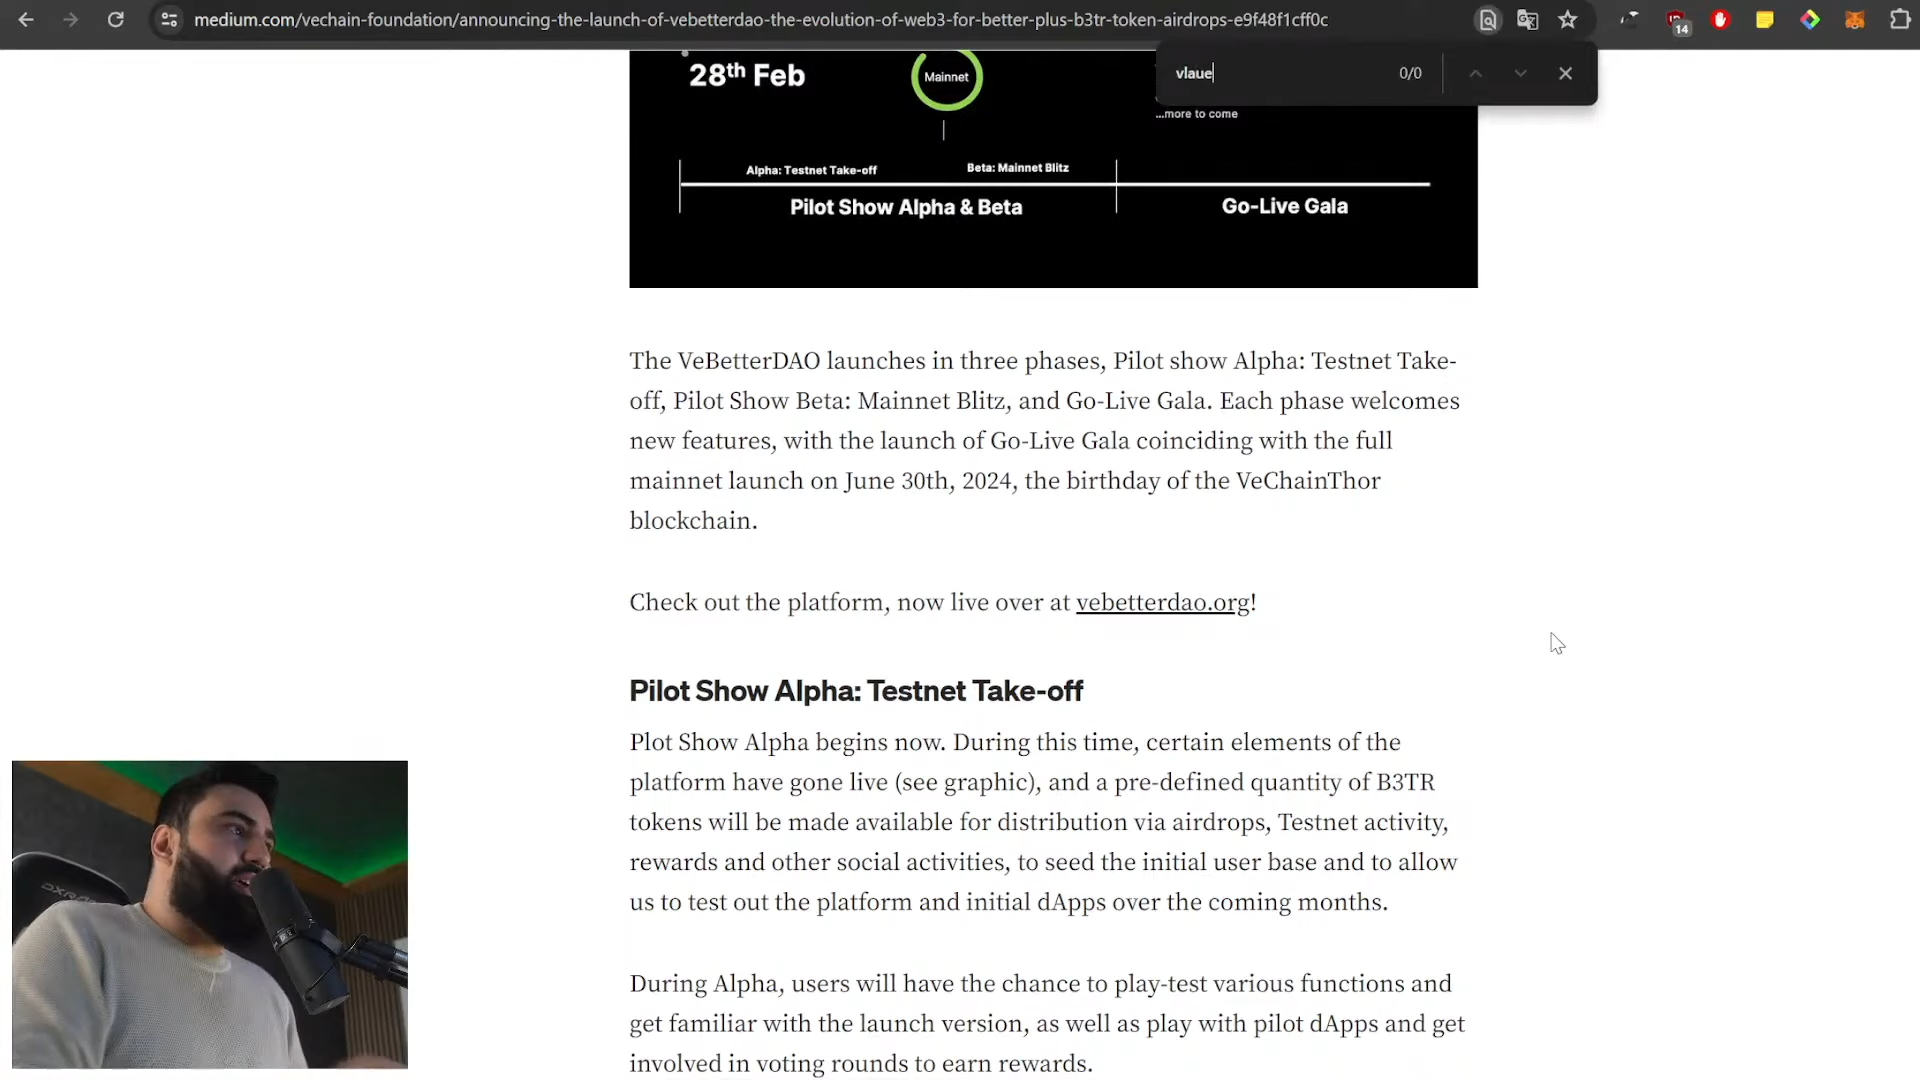 medium.com/vechain-foundation/announcing-the-launch-of-vebetterdao-the-evolution-of-web3-for-better-plus-b3tr-token-airdrops-e9f48f1cff0c
14
vlaue
0/0
28th Feb
Mainnet
...more to come
Alpha: Testnet Take-off
Beta: Mainnet Blitz
Pilot Show Alpha & Beta
Go-Live Gala
The VeBetterDAO launches in three phases, Pilot show Alpha: Testnet Take-
off, Pilot Show Beta: Mainnet Blitz, and Go-Live Gala. Each phase welcomes
new features, with the launch of Go-Live Gala coinciding with the full
mainnet launch on June 30th, 2024, the birthday of the VeChainThor
blockchain.
Check out the platform, now live over at vebetterdao.org!
Pilot Show Alpha: Testnet Take-off
Plot Show Alpha begins now. During this time, certain elements of the
platform have gone live (see graphic), and a pre-defined quantity of B3TR
tokens will be made available for distribution via airdrops, Testnet activity,
rewards and other social activities, to seed the initial user base and to allow
us to test out the platform and initial dApps over the coming months.
During Alpha, users will have the chance to play-test various functions and
get familiar with the launch version, as well as play with pilot dApps and get
involved in voting rounds to earn rewards.